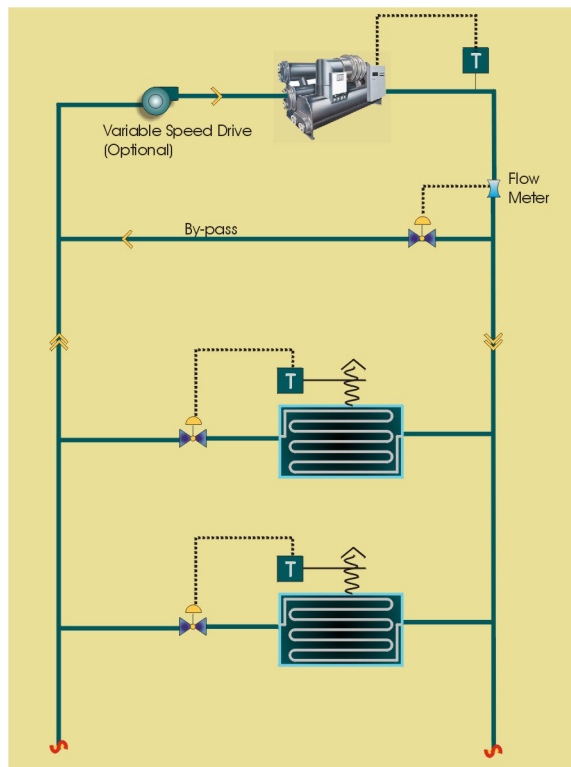 T
Variable Speed Drive
(Optional)
Flow
Meter
By-pass
T
T